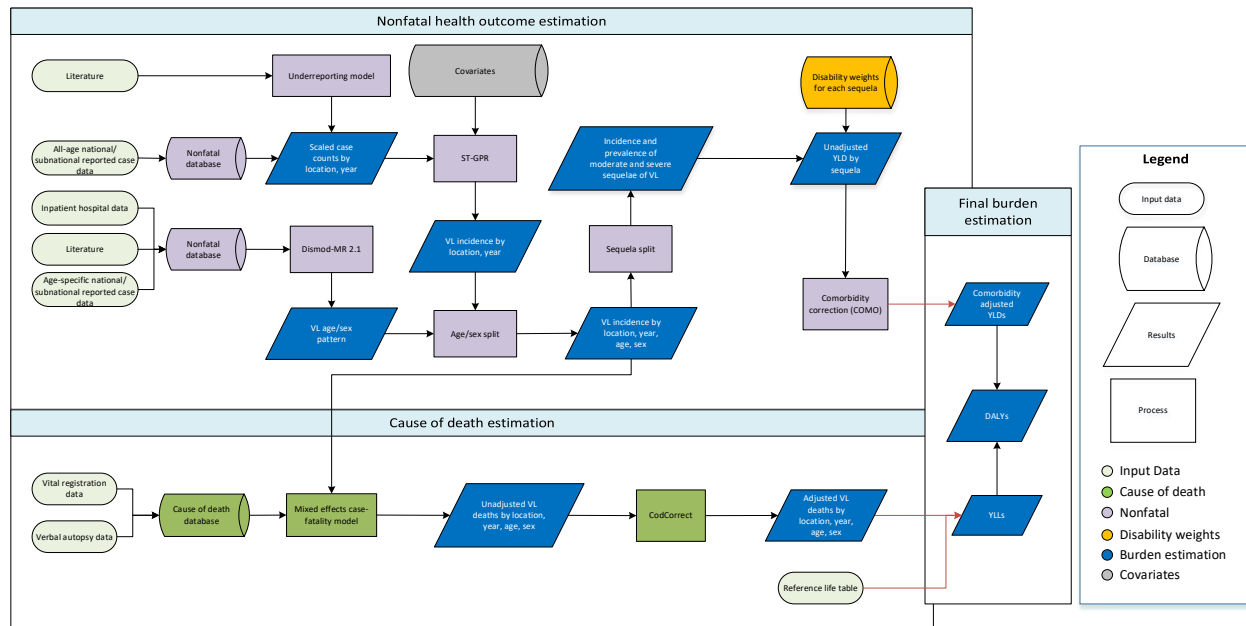 Nonfatal health outcome estimation
Literature
Underreporting model
Covariates
Disability weights
for each sequela
All-age national/
subnational reported case
data
Nonfatal
database
Scaled case
counts by
location, year
ST-GPR
Incidence and
prevalence of
moderate and severe
sequelae of VL
Unadjusted
YLD by
sequela
Inpatient hospital data
Literature
Age-specific national/
subnational reported case
data
Nonfatal
database
Dismod-MR 2.1
VL incidence by
location, year
Sequela split
Comorbidity
correction (COMO)
VL age/sex
pattern
Age/sex split
VL incidence by
location, year,
age, sex
Final burden
estimation
Comorbidity
adjusted
YLDs
DALYs
YLLs
Cause of death estimation
Vital registration
data
Verbal autopsy data
Cause of death
database
Mixed effects case-
fatality model
Unadjusted VL
deaths by location,
year, age, sex
CodCorrect
Adjusted VL
deaths by
location, year,
age, sex
Reference life table
Legend
Input data
Database
Results
Process
Input Data
Cause of death
Nonfatal
Disability weights
Burden estimation
Covariates